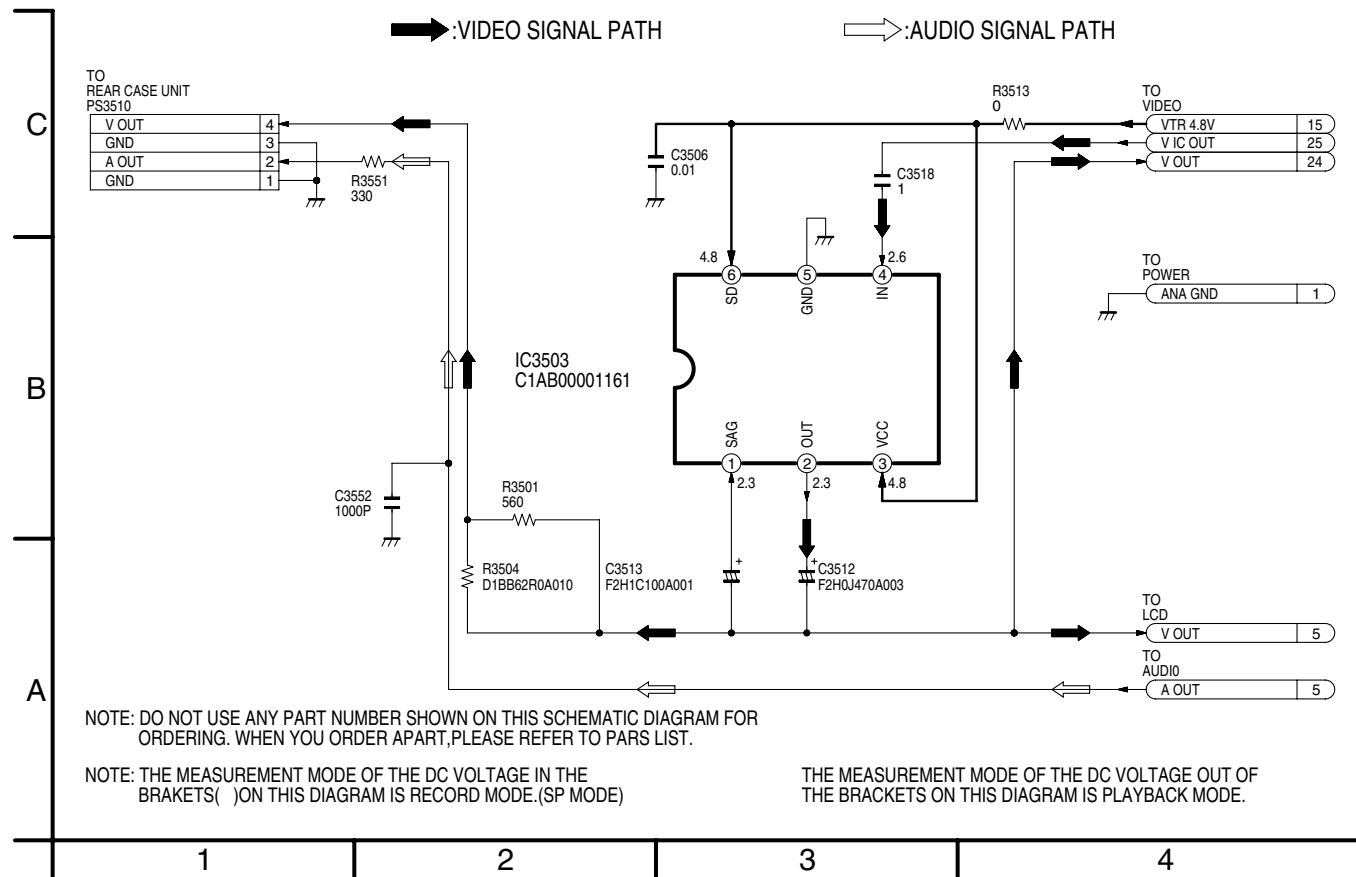 :VIDEO SIGNAL PATH
:AUDIO SIGNAL PATH
C
TO
REAR CASE UNIT
PS3510
V OUT 4
GND 3
A OUT 2
GND 1
R3551
330
C3506
0.01
C3518
1
R3513
0
TO
VIDEO
VTR 4.8V 15
V IC OUT 25
V OUT 24
4.8
2.6
6
5
4
SD
GND
IN
TO
POWER
ANA GND 1
B
IC3503
C1AB00001161
SAG
OUT
VCC
1
2
3
2.3
2.3
4.8
C3552
1000P
R3501
560
R3504
D1BB62R0A010
C3513
F2H1C100A001
+
+
C3512
F2H0J470A003
TO
LCD
V OUT 5
TO
AUDI0
A OUT 5
A
NOTE: DO NOT USE ANY PART NUMBER SHOWN ON THIS SCHEMATIC DIAGRAM FOR
ORDERING. WHEN YOU ORDER APART,PLEASE REFER TO PARS LIST.
NOTE: THE MEASUREMENT MODE OF THE DC VOLTAGE IN THE
BRAKETS( )ON THIS DIAGRAM IS RECORD MODE.(SP MODE)
THE MEASUREMENT MODE OF THE DC VOLTAGE OUT OF
THE BRACKETS ON THIS DIAGRAM IS PLAYBACK MODE.
1
2
3
4